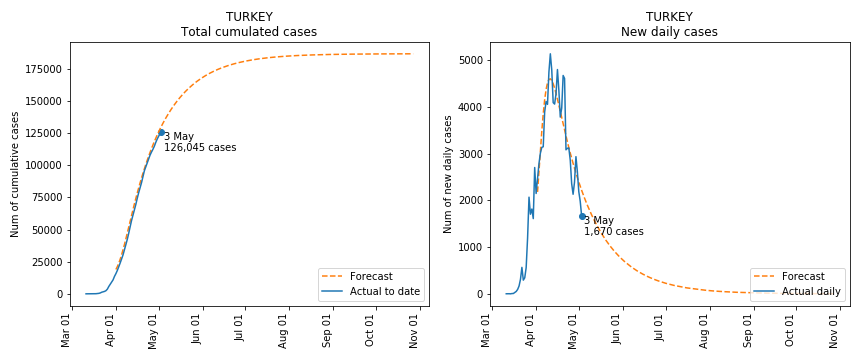 TURKEY
Total cumulated cases
Num of cumulative cases
175000
150000
125000
100000
75000
50000
25000
0
3 May
126,045 cases
Forecast
Actual to date
Mar 01
Apr 01
May 01
Jun 01
Jul 01
Aug 01
Sep 01
Oct 01
Nov 01
TURKEY
New daily cases
Num of new daily cases
5000
4000
3000
2000
1000
0
3 May
1,670 cases
Forecast
Actual daily
Mar 01
Apr 01
May 01
Jun 01
Jul 01
Aug 01
Sep 01
Oct 01
Nov 01